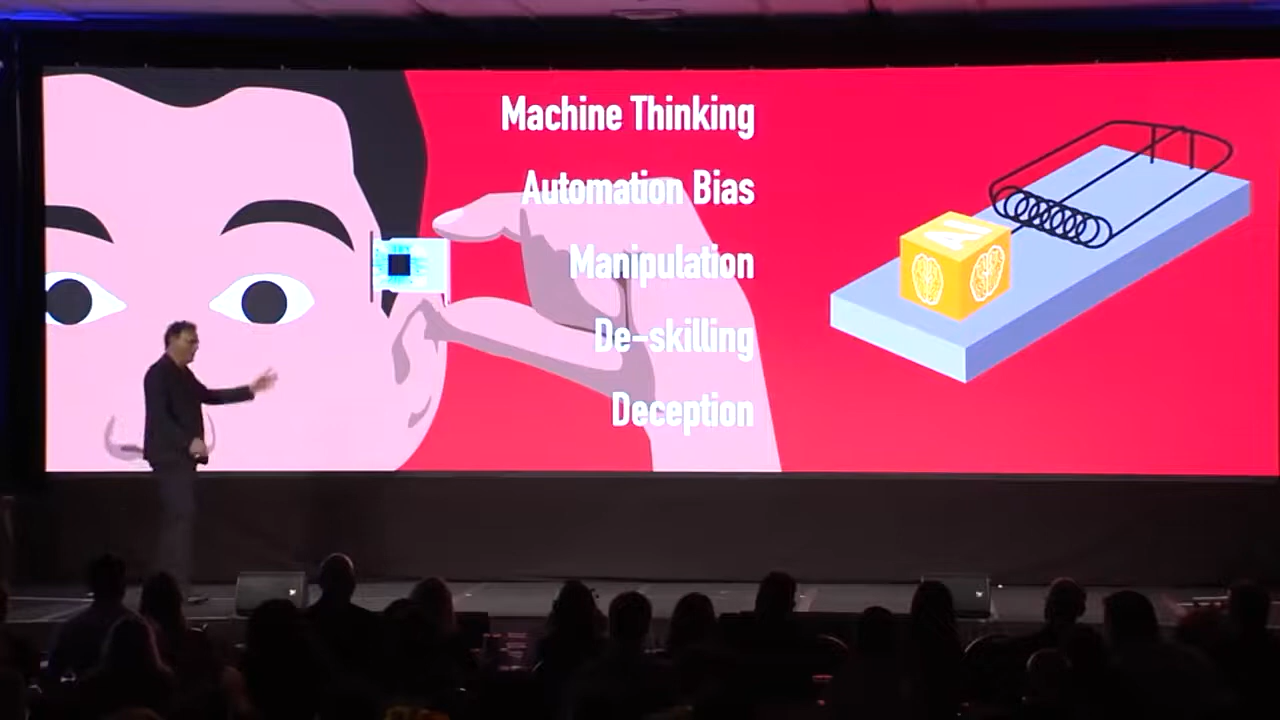 Machine Thinking
Automation Bias
Manipulation
De-skilling
Deception
AI